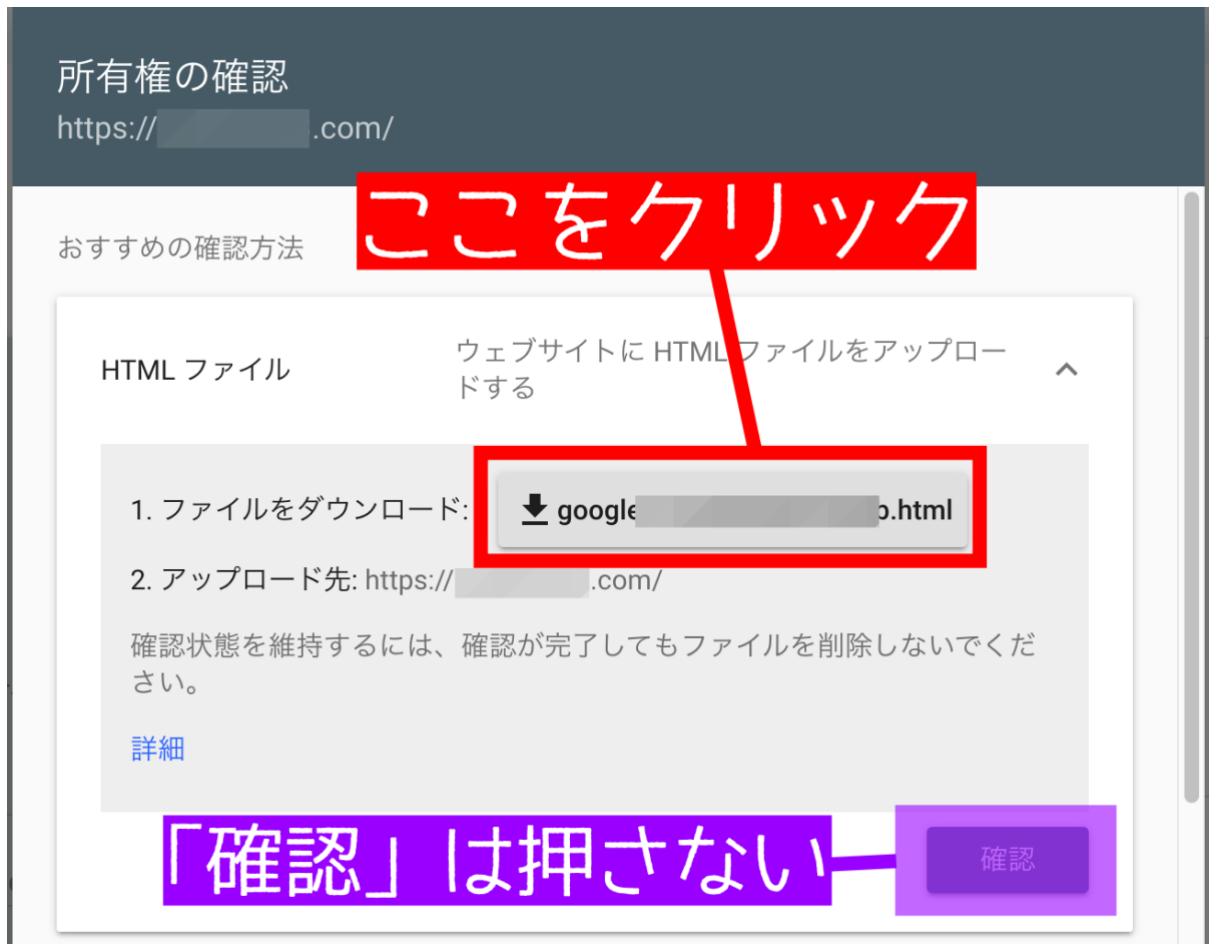 所有権の確認
https:// .com/
ここをクリック
おすすめの確認方法
HTML ファイル
ウェブサイトに HTML ファイルをアップロー
ドする
1. ファイルをダウンロード: google .html
2. アップロード先: https:// .com/
確認状態を維持するには、確認が完了してもファイルを削除しないでくだ
さい。
詳細
「確認」は押さない
確認